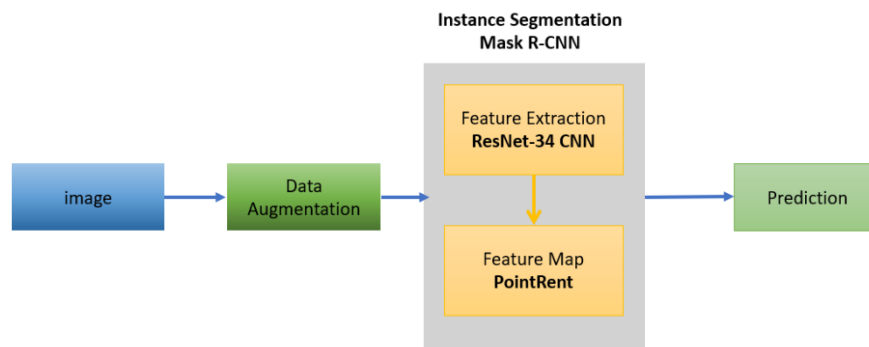 Instance Segmentation
Mask R-CNN
image
Data
Augmentation
Feature Extraction
ResNet-34 CNN
Feature Map
PointRent
Prediction